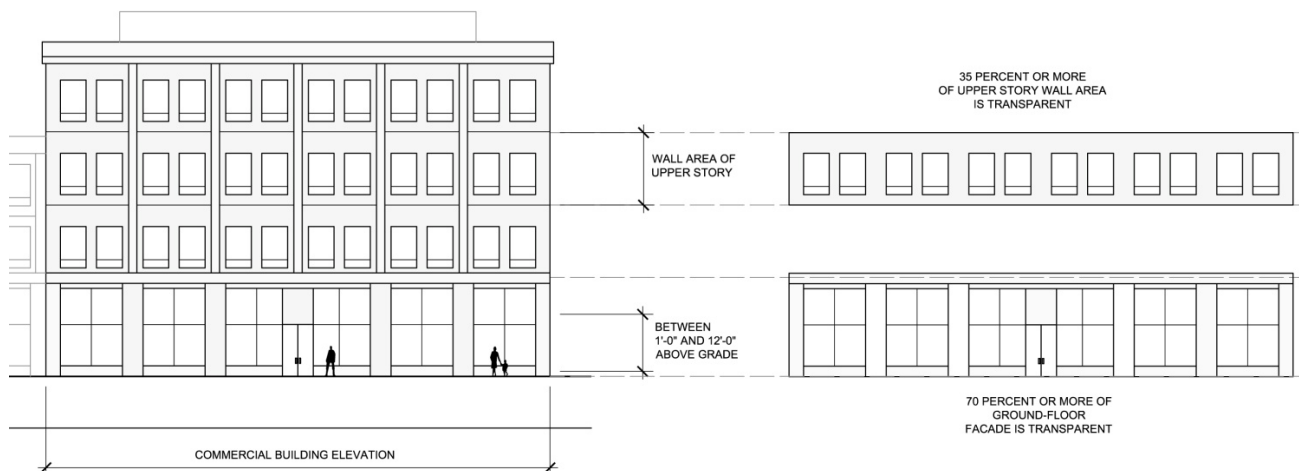 35 PERCENT OR MORE
OF UPPER STORY WALL AREA
IS TRANSPARENT
WALL AREA OF
UPPER STORY
BETWEEN
1'-0" AND 12'-0"
ABOVE GRADE
70 PERCENT OR MORE OF
GROUND-FLOOR
FACADE IS TRANSPARENT
COMMERCIAL BUILDING ELEVATION